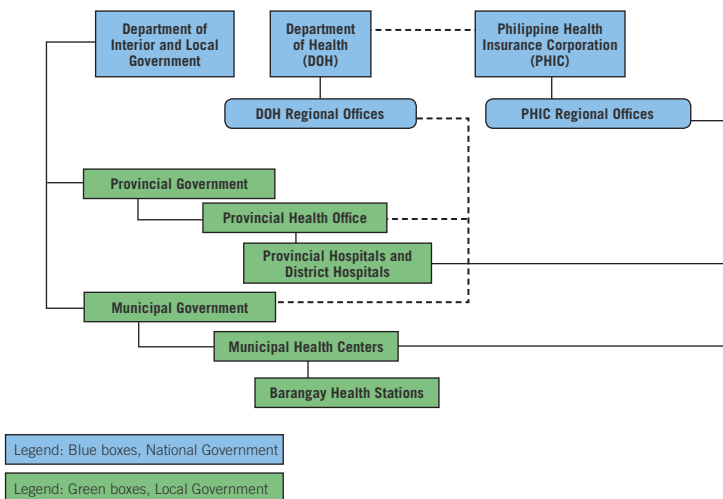 Department of
Interior and Local
Government
Department
of Health
(DOH)
Philippine Health
Insurance Corporation
(PHIC)
DOH Regional Offices
PHIC Regional Offices
Provincial Government
Provincial Health Office
Provincial Hospitals and
District Hospitals
Municipal Government
Municipal Health Centers
Barangay Health Stations
Legend: Blue boxes, National Government
Legend: Green boxes, Local Government